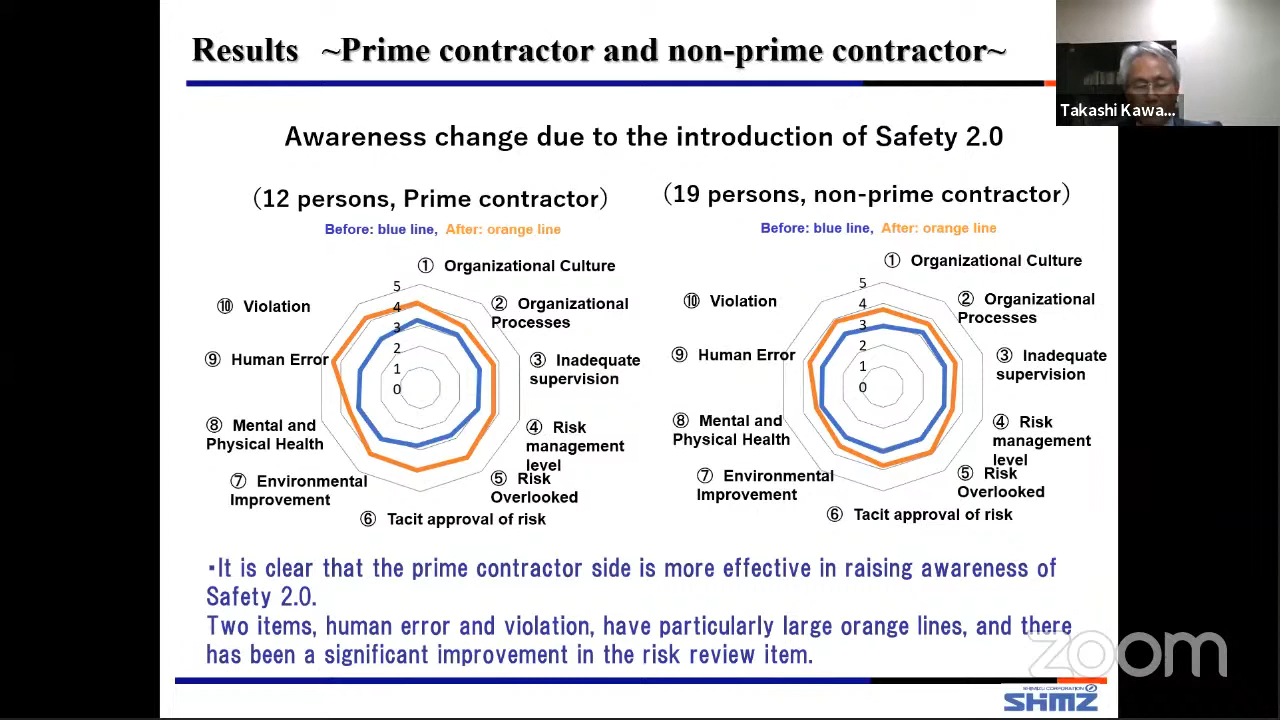 Results ~Prime contractor and non-prime contractor~
Takashi Kawa...
Awareness change due to the introduction of Safety 2.0
(12 persons, Prime contractor)
Before: blue line, After: orange line
① Organizational Culture
② Organizational
Processes
③ Inadequate
supervision
④ Risk
management
level
⑤ Risk
Overlooked
⑥ Tacit approval of risk
⑦ Environmental
Improvement
⑧ Mental and
Physical Health
⑨ Human Error
⑩ Violation
5
4
3
2
1
0
(19 persons, non-prime contractor)
Before: blue line, After: orange line
① Organizational Culture
② Organizational
Processes
③ Inadequate
supervision
④ Risk
management
level
⑤ Risk
Overlooked
⑥ Tacit approval of risk
⑦ Environmental
Improvement
⑧ Mental and
Physical Health
⑨ Human Error
⑩ Violation
5
4
3
2
1
0
・It is clear that the prime contractor side is more effective in raising awareness of
Safety 2.0.
Two items, human error and violation, have particularly large orange lines, and there
has been a significant improvement in the risk review item.
zoom
SHIMIZU CORPORATION
SHMZ